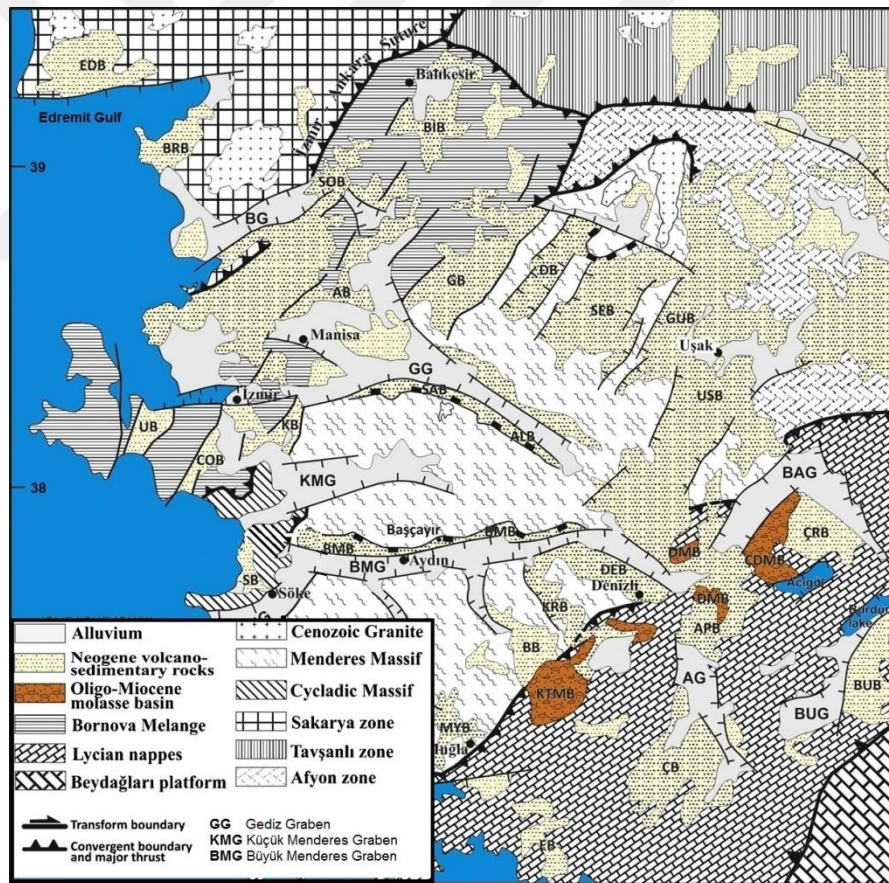 EDB
Edremit Gulf
İzmir Ankara Suture
Balıkesir
BRB
BİB
39
SOB
BG
AB
GB
DB
SEB
GUB
Manisa
Uşak
GG
SAB
USB
İzmir
UB
KB
ALB
COB
38
KMG
BAG
Başçayır
BMB
BMB
ÇRB
DMB
ÇDMB
BMG
Aydın
DEB
Denizli
Acıgöl
SB
Söke
KRB
DMB
APB
Burdur
lake
BB
KTMB
AG
BUB
BUG
MYB
uğla
ÇB
EB
Alluvium
Neogene volcano-
sedimentary rocks
Oligo-Miocene
molasse basin
Bornova Melange
Lycian nappes
Beydağları platform
Cenozoic Granite
Menderes Massif
Cycladic Massif
Sakarya zone
Tavşanlı zone
Afyon zone
Transform boundary
Convergent boundary
and major thrust
GG Gediz Graben
KMG Küçük Menderes Graben
BMG Büyük Menderes Graben